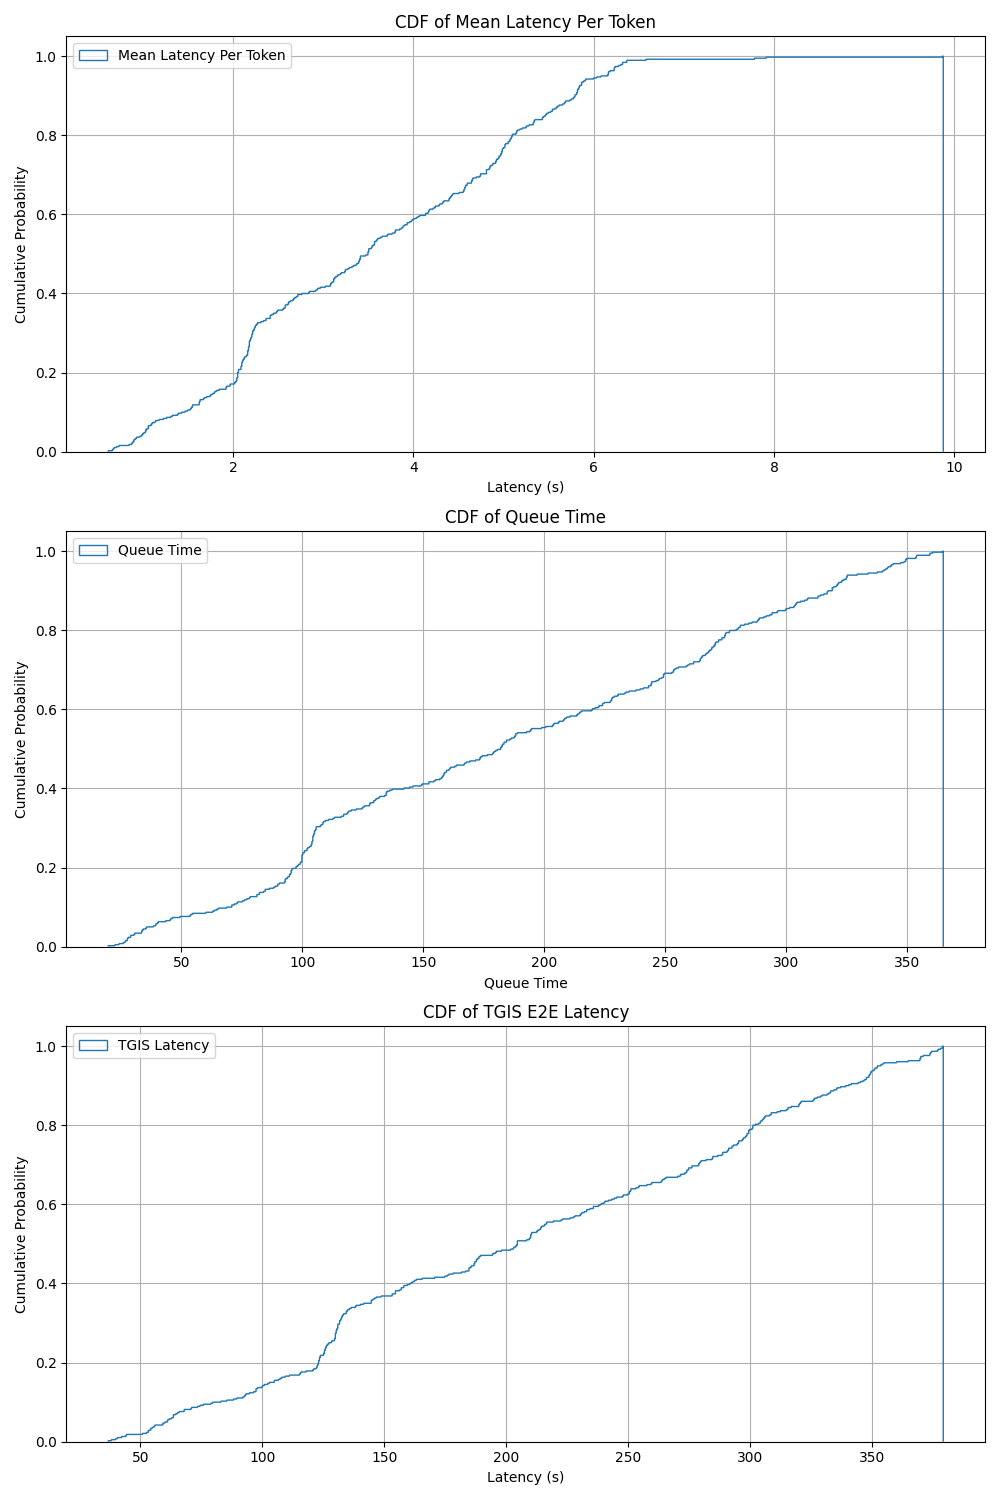 CDF of Mean Latency Per Token
Mean Latency Per Token
1.0
0.8
0.6
0.4
0.2
0.0
Cumulative Probability
2 4 6 8 10
Latency (s)
CDF of Queue Time
Queue Time
1.0
0.8
0.6
0.4
0.2
0.0
Cumulative Probability
50 100 150 200 250 300 350
Queue Time
CDF of TGIS E2E Latency
TGIS Latency
1.0
0.8
0.6
0.4
0.2
0.0
Cumulative Probability
50 100 150 200 250 300 350
Latency (s)